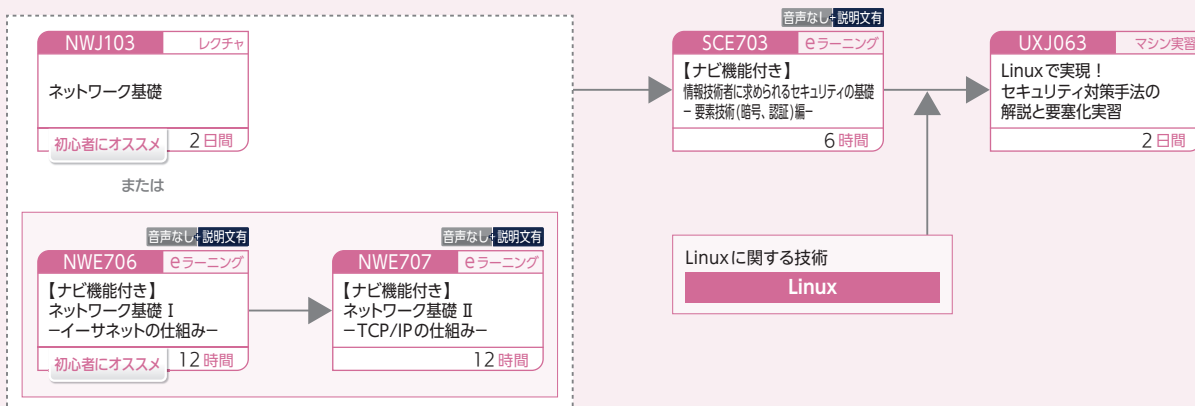 NWJ103 レクチャ
ネットワーク基礎
初心者にオススメ 2日間
または
音声なし+説明文有
NWE706 eラーニング
【ナビ機能付き】
ネットワーク基礎 Ⅰ
−イーサネットの仕組み−
初心者にオススメ 12時間
音声なし+説明文有
NWE707 eラーニング
【ナビ機能付き】
ネットワーク基礎 Ⅱ
−TCP/IPの仕組み−
12時間
音声なし+説明文有
SCE703 eラーニング
【ナビ機能付き】
情報技術者に求められるセキュリティの基礎
− 要素技術(暗号、認証)編−
6時間
Linuxに関する技術
Linux
UXJ063 マシン実習
Linuxで実現！
セキュリティ対策手法の
解説と要塞化実習
2日間